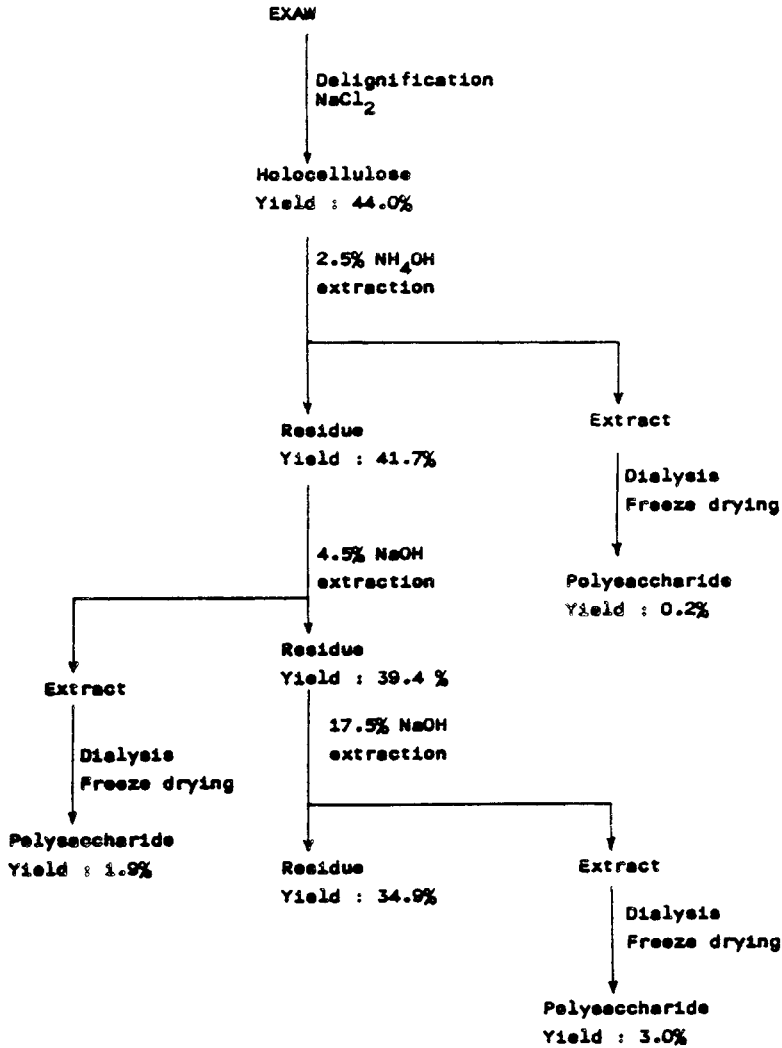 EXAW
Delignification
NaCl2
Holocellulose
Yield : 44.0%
2.5% NH4OH
extraction
Residue
Yield : 41.7%
Extract
Dialysis
Freeze drying
Polysaccharide
Yield : 0.2%
4.5% NaOH
extraction
Residue
Yield : 39.4 %
Extract
Dialysis
Freeze drying
Polysaccharide
Yield : 1.9%
17.5% NaOH
extraction
Residue
Yield : 34.9%
Extract
Dialysis
Freeze drying
Polysaccharide
Yield : 3.0%